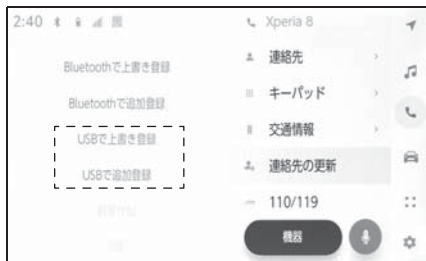 2:40
Bluetoothで上書き登録
Bluetoothで追加登録
USBで上書き登録
USBで追加登録
Xperia 8
連絡先
キーパッド
交通情報
連絡先の更新
110/119
機器